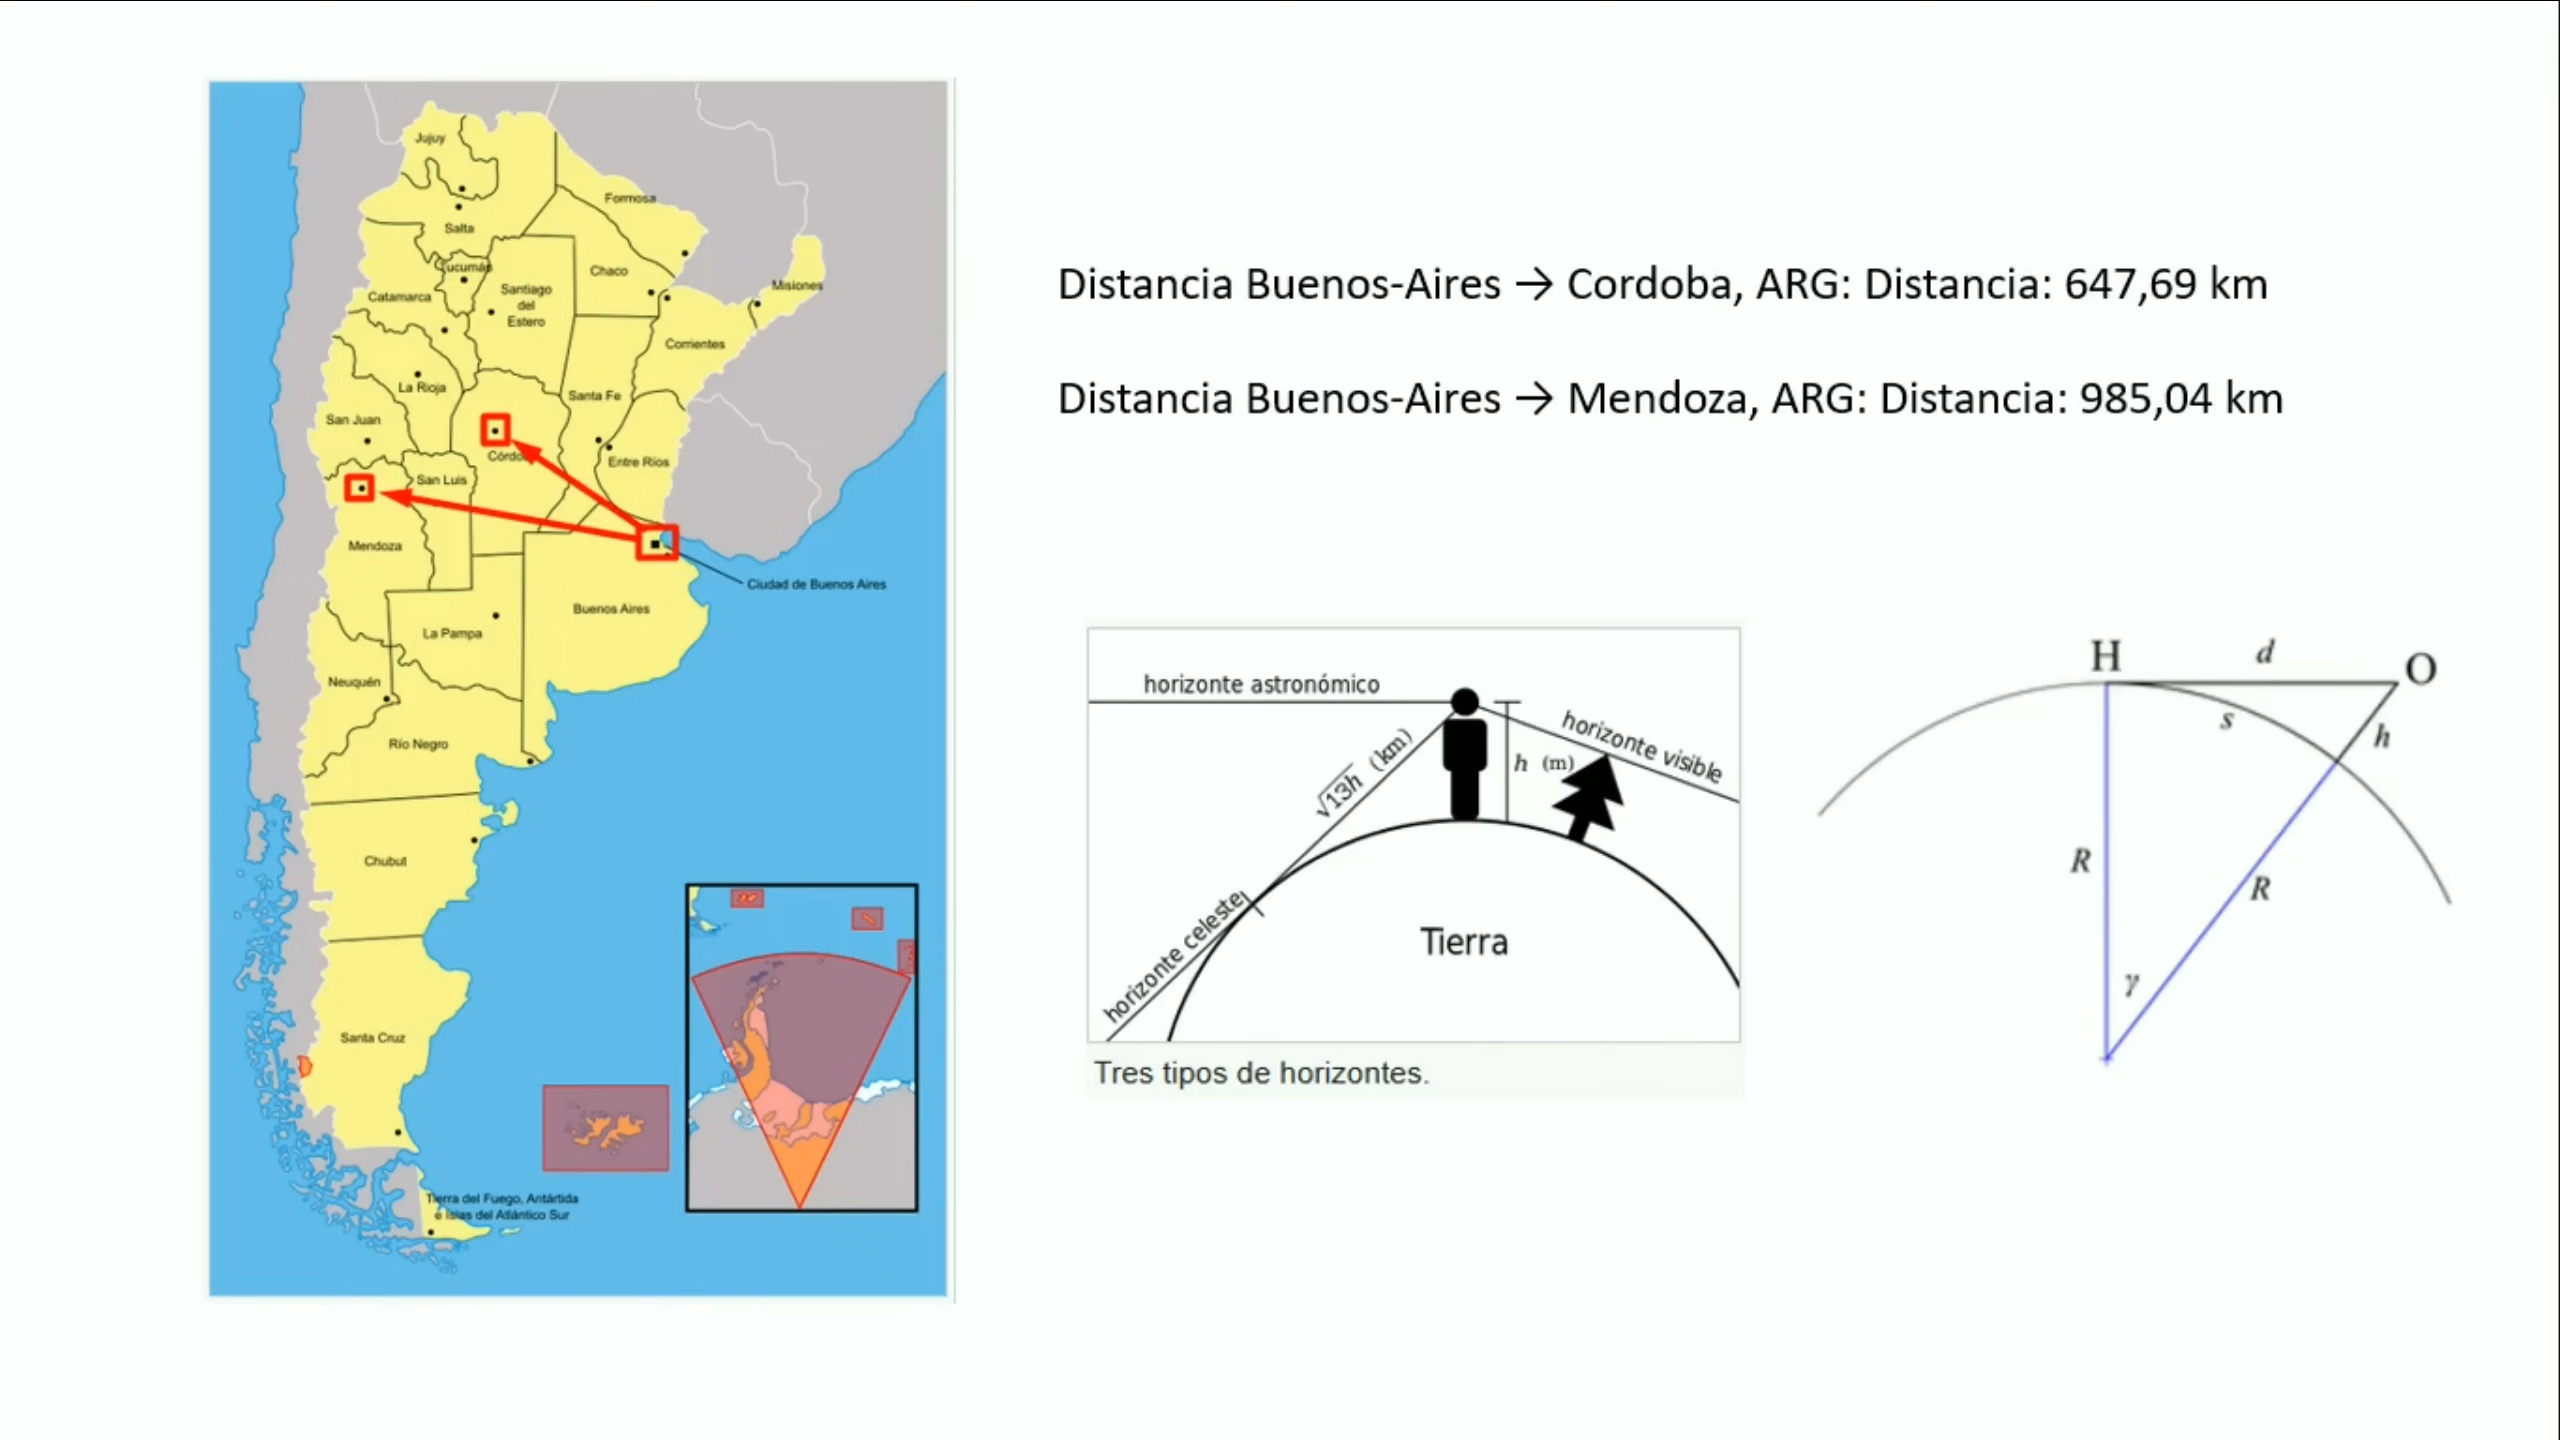 Jujuy
Formosa
Salta
Tucumán
Chaco
Misiones
Santiago
del
Estero
Catamarca
Corrientes
La Rioja
Santa Fe
San Juan
Entre Ríos
San Luis
Mendoza
Ciudad de Buenos Aires
Buenos Aires
La Pampa
Neuquén
Río Negro
Chubut
Santa Cruz
Tierra del Fuego, Antártida
e Islas del Atlántico Sur
Distancia Buenos-Aires → Cordoba, ARG: Distancia: 647,69 km
Distancia Buenos-Aires → Mendoza, ARG: Distancia: 985,04 km
horizonte astronómico
horizonte visible
√13h (km)
h (m)
horizonte celeste
Tierra
Tres tipos de horizontes.
H
d
O
s
h
R
R
γ